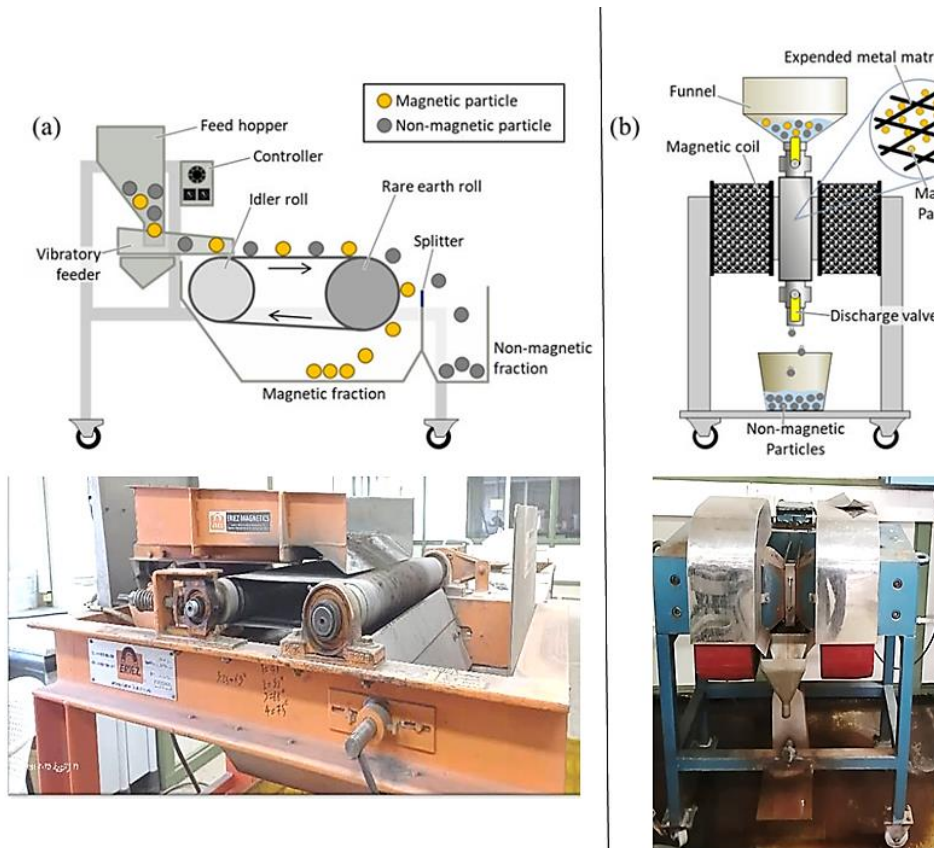 Magnetic particle
Non-magnetic particle
(a)
Feed hopper
Controller
Idler roll
Rare earth roll
Vibratory
feeder
Splitter
Non-magnetic
fraction
Magnetic fraction
Expended metal matr
Funnel
(b)
Magnetic coil
Ma
Pa
Discharge valve
Non-magnetic
Particles
ERIEZ MAGNETICS
ERIEZ